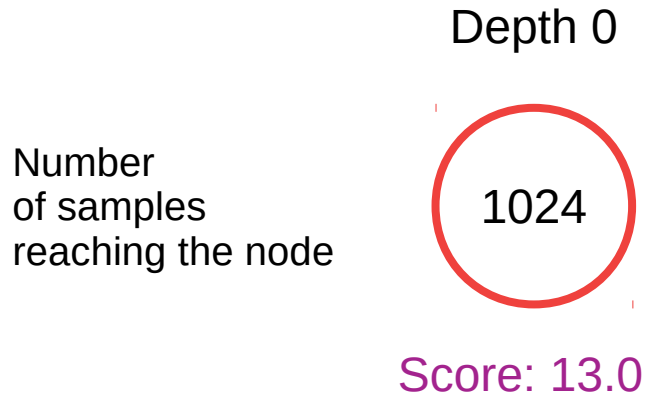 Depth 0
Number
of samples
reaching the node
1024
Score: 13.0